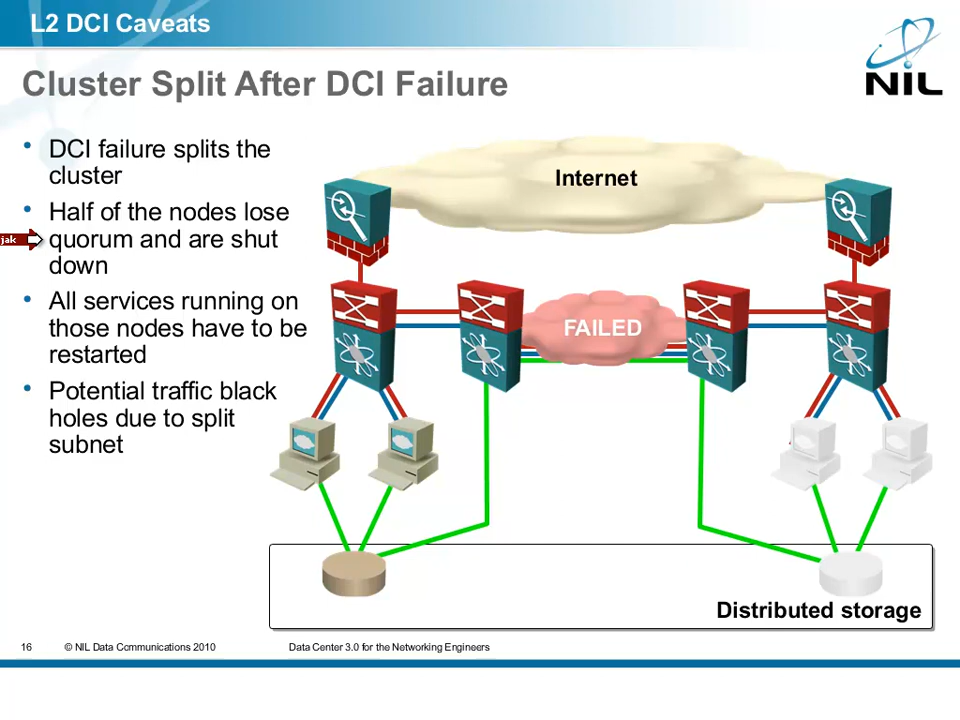 L2 DCI Caveats
NIL
Cluster Split After DCI Failure
• DCI failure splits the
cluster
• Half of the nodes lose
quorum and are shut
down
• All services running on
those nodes have to be
restarted
• Potential traffic black
holes due to split
subnet
jak
Internet
FAILED
Distributed storage
16 © NIL Data Communications 2010 Data Center 3.0 for the Networking Engineers